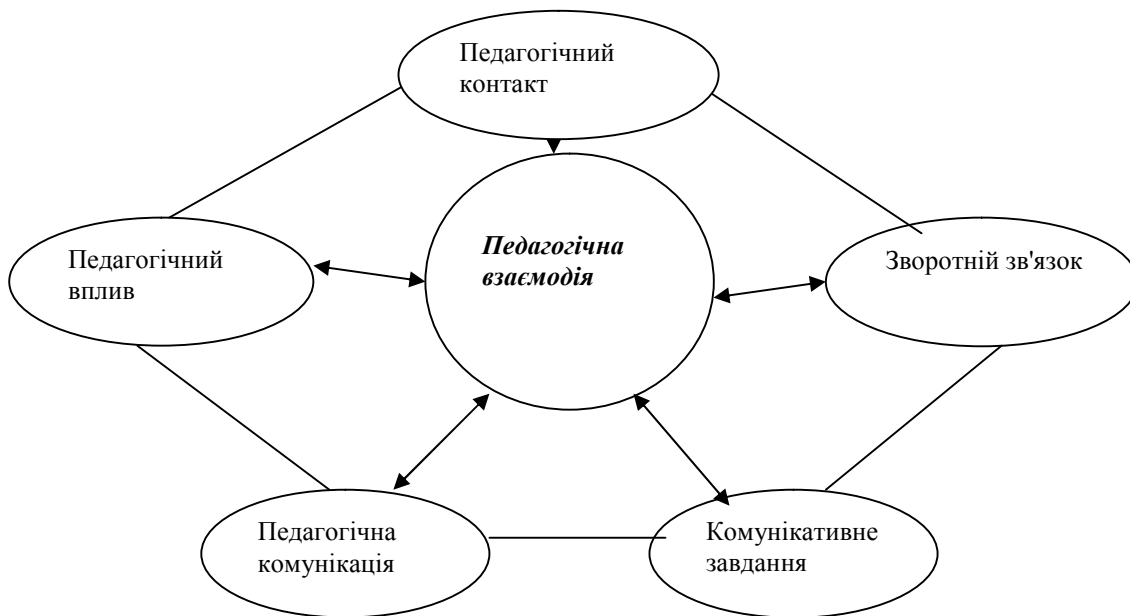 Педагогічний
контакт
Педагогічна
взаємодія
Педагогічний
вплив
Зворотній зв'язок
Педагогічна
комунікація
Комунікативне
завдання